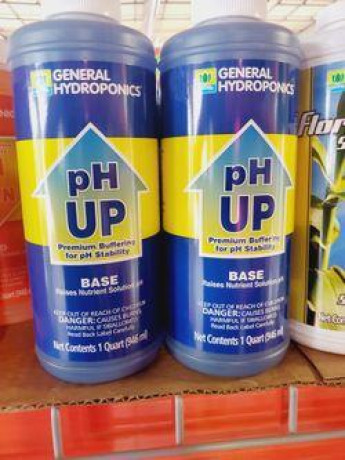 GENERAL
HYDROPONICS
pH
UP
Premium Buffering
for pH Stability
BASE
Raises Nutrient Solution pH
KEEP OUT OF REACH OF CHILDREN
DANGER: CAUSES BURNS
HARMFUL IF SWALLOWED
Read Back Label Carefully
Net Contents 1 Quart (946 ml)
GENERAL
HYDROPONICS
pH
UP
Premium Buffering
for pH Stability
BASE
Raises Nutrient Solution pH
KEEP OUT OF REACH OF CHILDREN
DANGER: CAUSES BURNS
HARMFUL IF SWALLOWED
Read Back Label Carefully
Net Contents 1 Quart (946 ml)